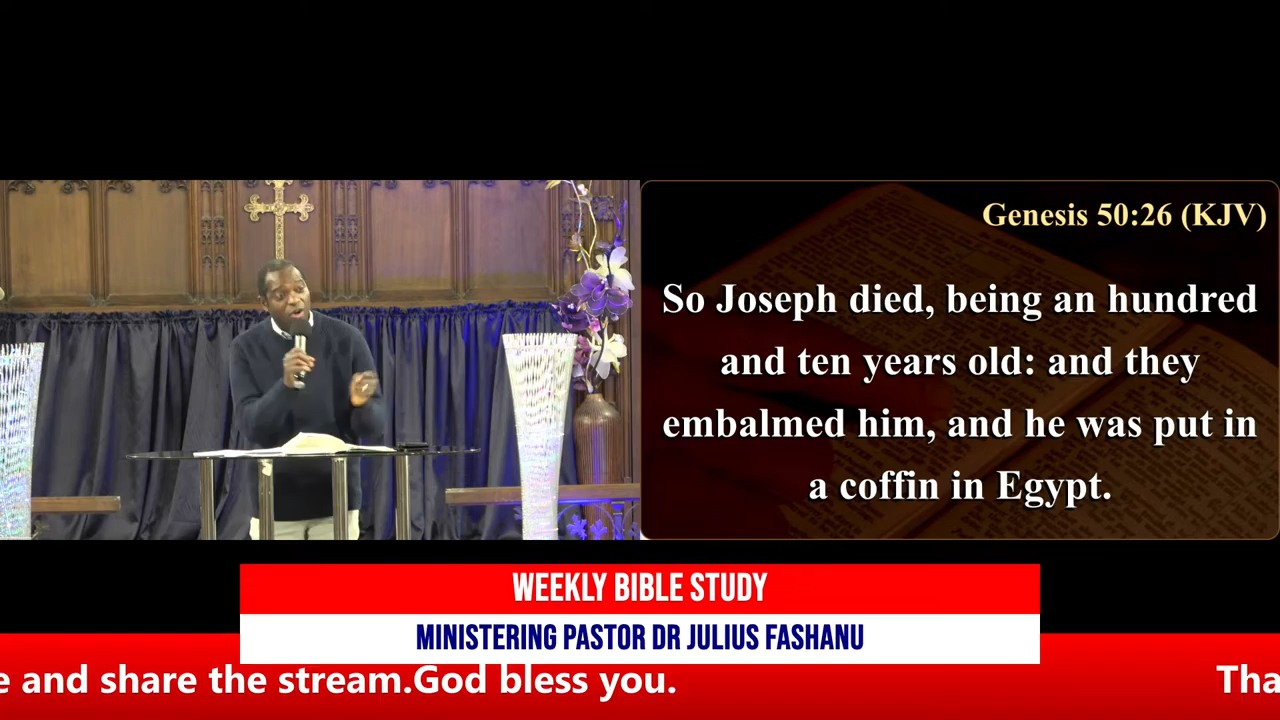 Genesis 50:26 (KJV)
So Joseph died, being an hundred
and ten years old: and they
embalmed him, and he was put in
a coffin in Egypt.
WEEKLY BIBLE STUDY
MINISTERING PASTOR DR JULIUS FASHANU
e and share the stream.God bless you. Tha